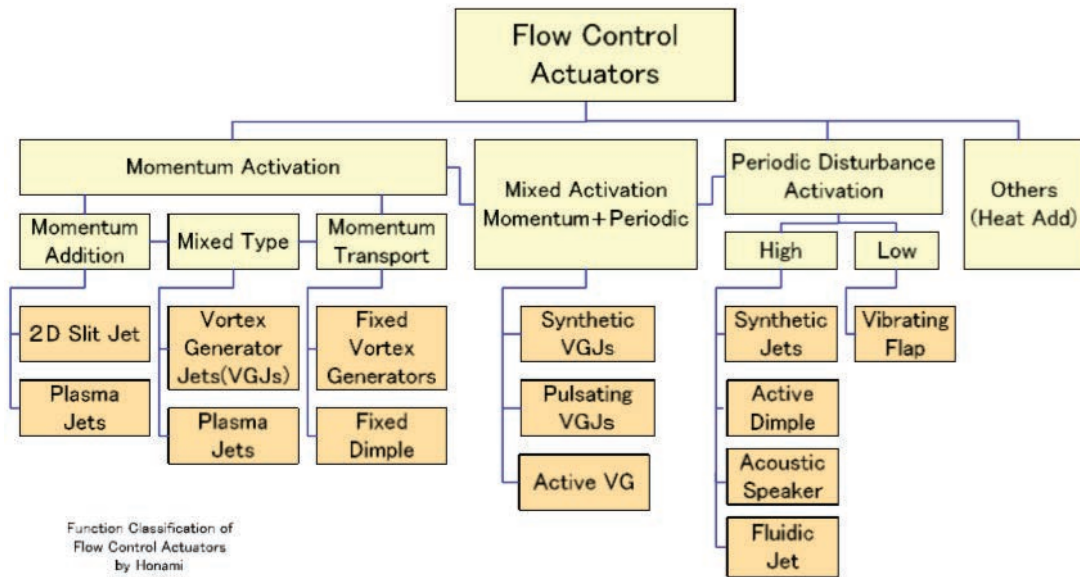 Flow Control
Actuators
Momentum Activation
Mixed Activation
Momentum+Periodic
Periodic Disturbance
Activation
Others
(Heat Add)
Momentum
Addition
Mixed Type
Momentum
Transport
High
Low
2D Slit Jet
Plasma
Jets
Vortex
Generator
Jets(VGJs)
Plasma
Jets
Fixed
Vortex
Generators
Fixed
Dimple
Synthetic
VGJs
Pulsating
VGJs
Active VG
Synthetic
Jets
Active
Dimple
Acoustic
Speaker
Fluidic
Jet
Vibrating
Flap
Function Classification of
Flow Control Actuators
by Honami